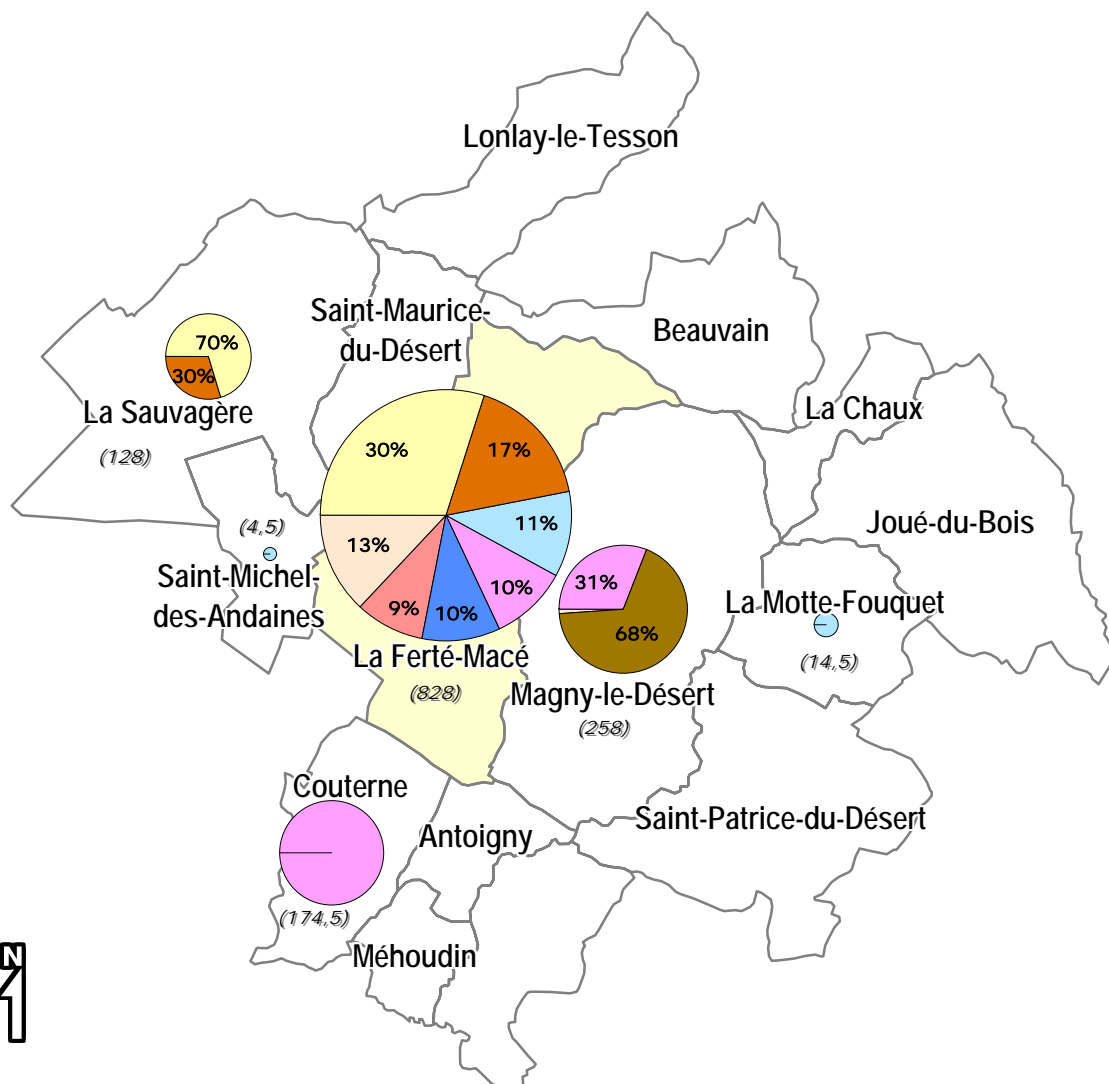 Lonlay-le-Tesson
Saint-Maurice-
du-Désert
Beauvain
70%
30%
La Sauvagère
(128)
La Chaux
30%
17%
11%
10%
10%
9%
13%
Joué-du-Bois
(4,5)
Saint-Michel-
des-Andaines
31%
68%
La Motte-Fouquet
(14,5)
La Ferté-Macé
(828)
Magny-le-Désert
(258)
Couterne
(174,5)
Antoigny
Saint-Patrice-du-Désert
Méhoudin
N